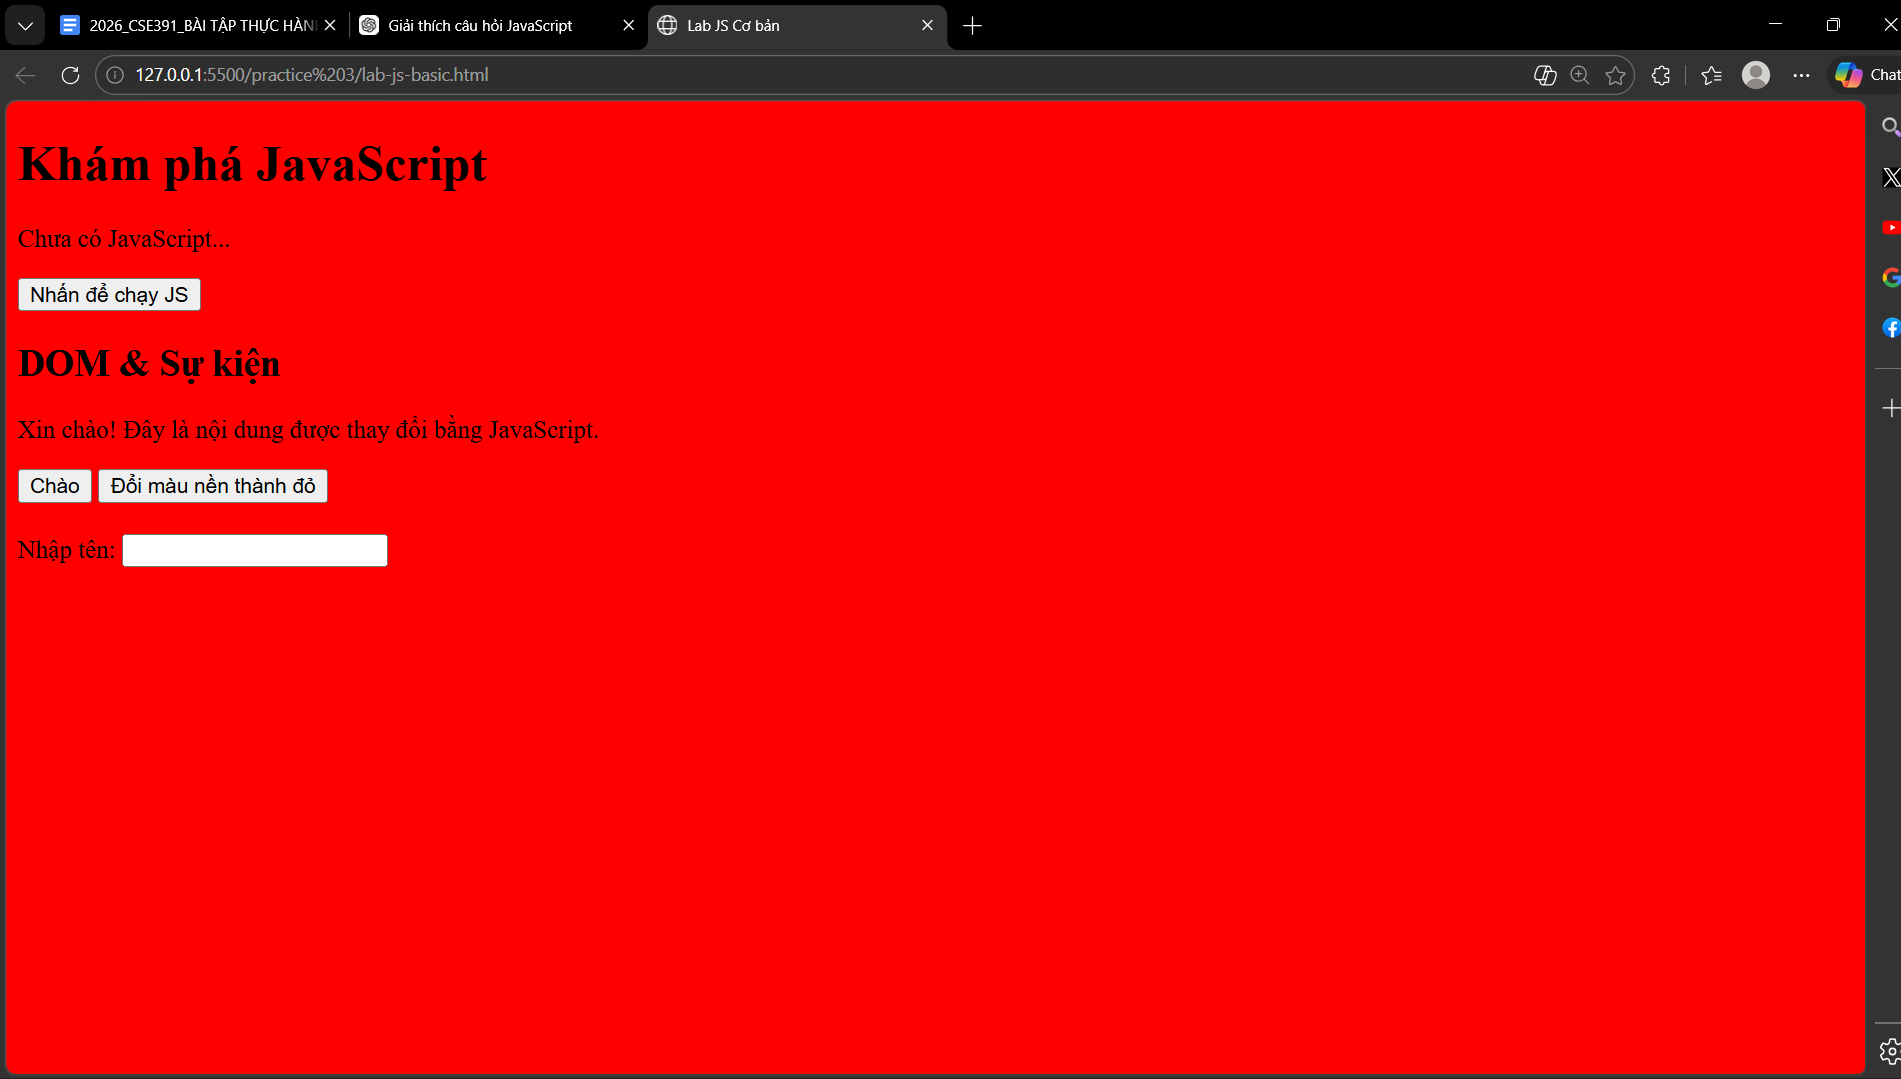 2026_CSE391_BÀI TẬP THỰC HÀNH
Giải thích câu hỏi JavaScript
Lab JS Cơ bản
127.0.0.1:5500/practice%203/lab-js-basic.html
Chat
Khám phá JavaScript
Chưa có JavaScript...
Nhấn để chạy JS
DOM & Sự kiện
Xin chào! Đây là nội dung được thay đổi bằng JavaScript.
Chào
Đổi màu nền thành đỏ
Nhập tên: